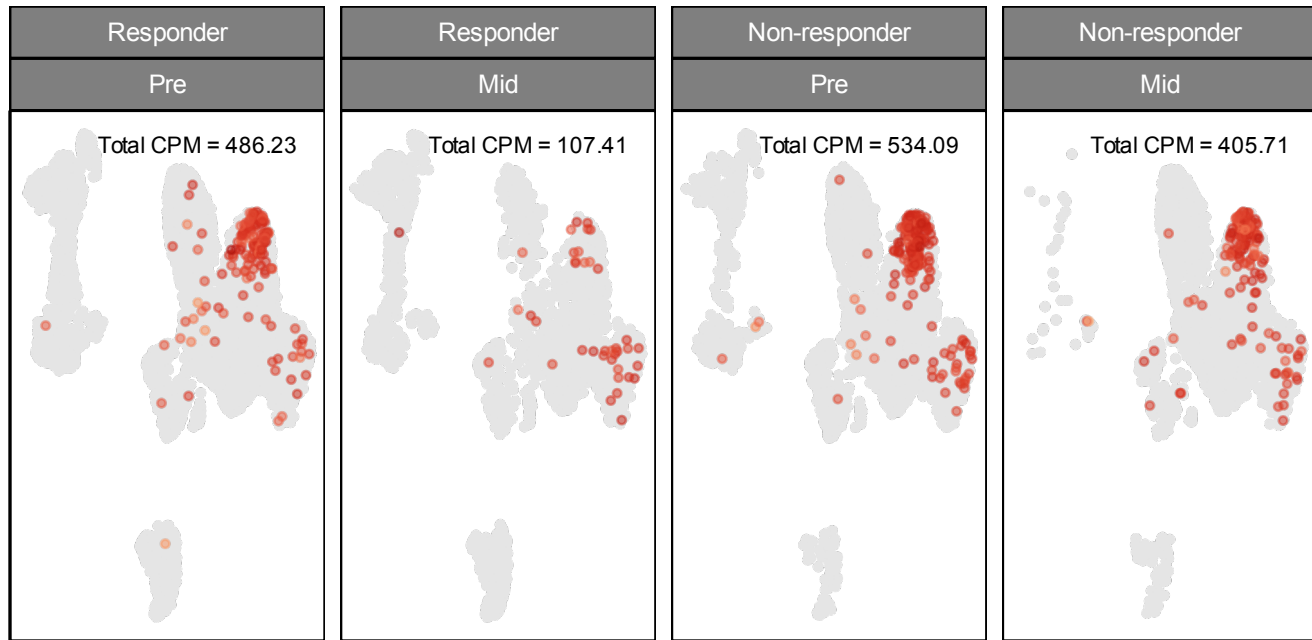 Responder
Pre
Total CPM = 486.23
Responder
Mid
Total CPM = 107.41
Non-responder
Pre
Total CPM = 534.09
Non-responder
Mid
Total CPM = 405.71